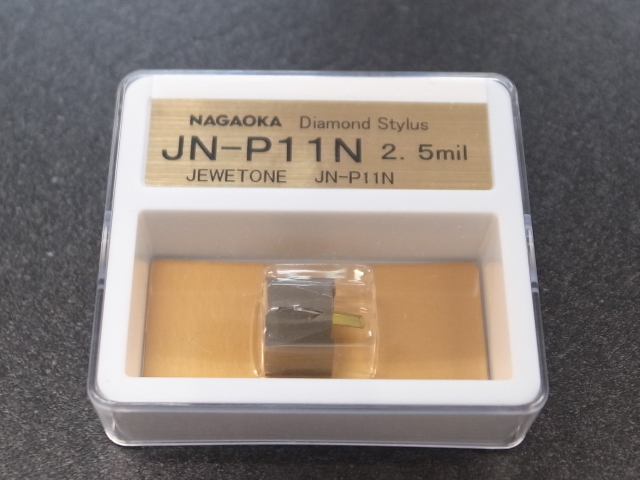 NAGAOKA Diamond Stylus
JN-P11N 2. 5mil
JEWETONE JN-P11N